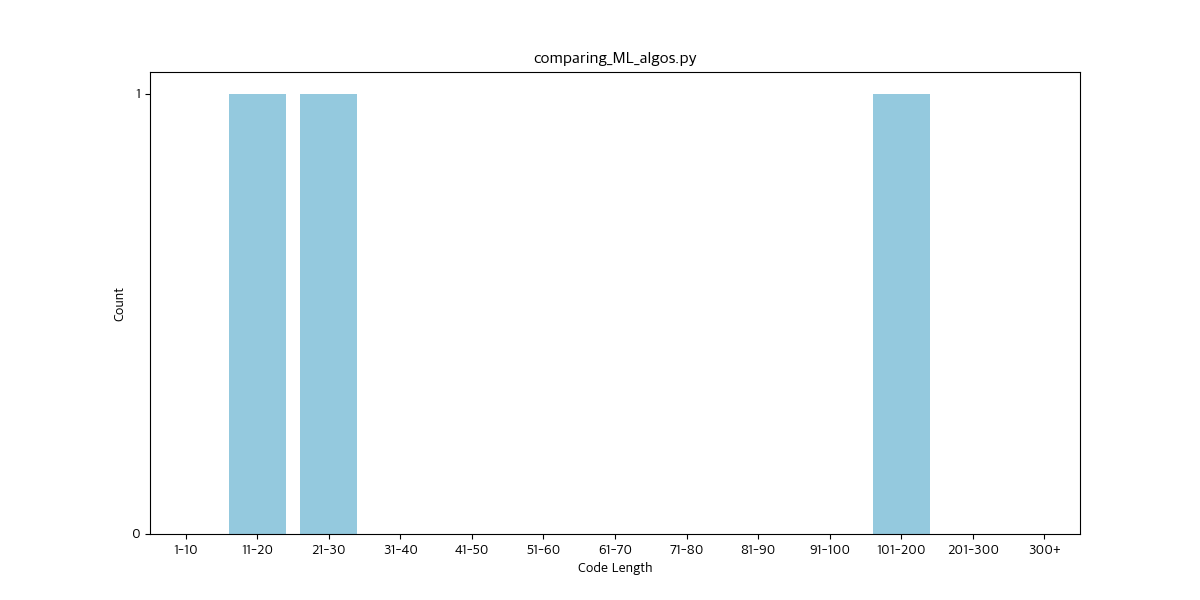 comparing_ML_algos.py
1
Count
0
1-10 11-20 21-30 31-40 41-50 51-60 61-70 71-80 81-90 91-100 101-200 201-300 300+
Code Length